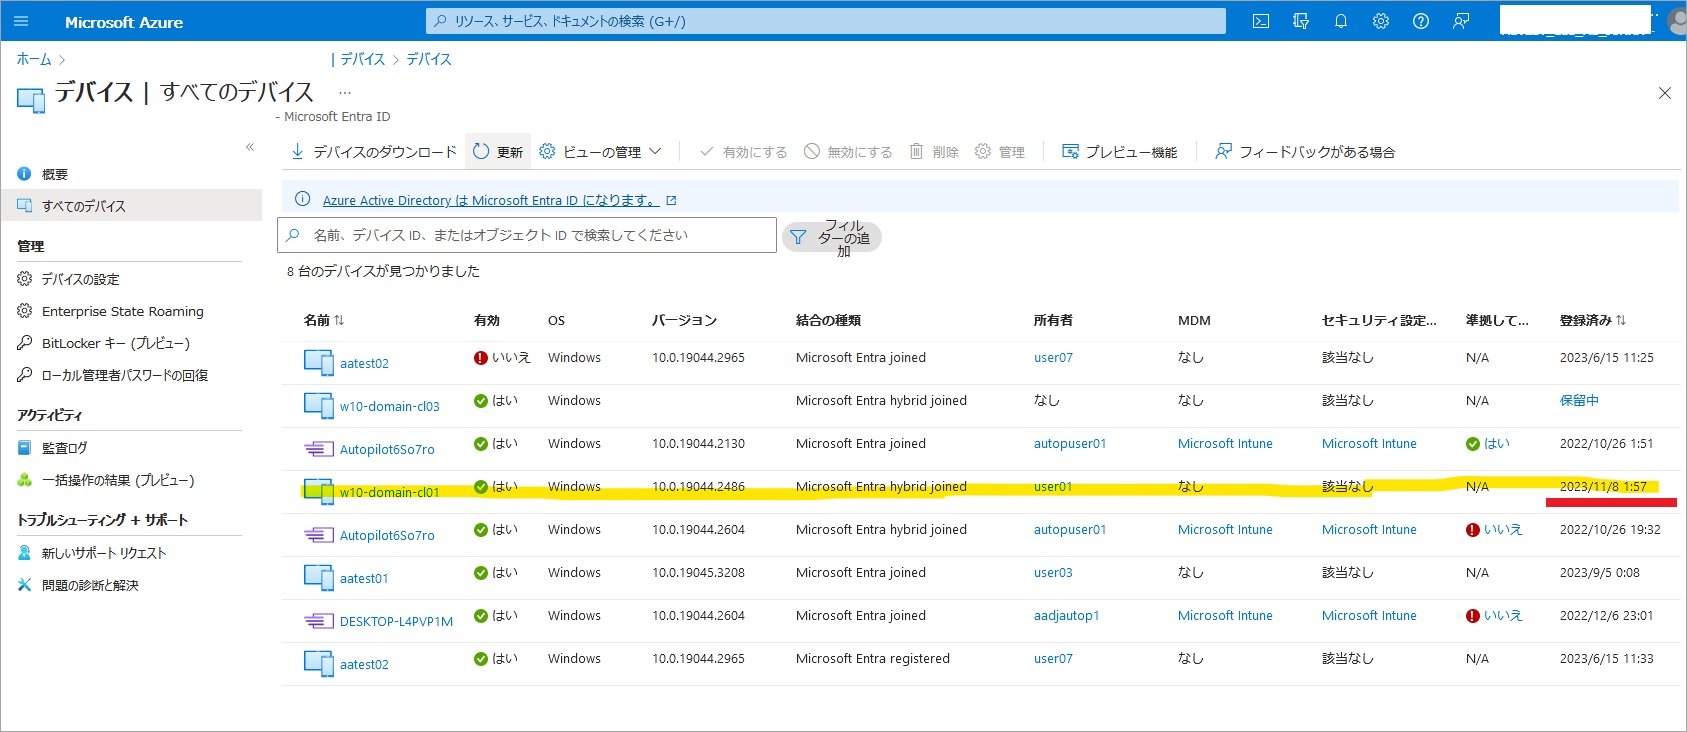 Microsoft Azure
リソース、サービス、ドキュメントの検索 (G+/)
ホーム > | デバイス > デバイス
デバイス | すべてのデバイス ...
- Microsoft Entra ID
«
概要
すべてのデバイス
管理
デバイスの設定
Enterprise State Roaming
BitLocker キー (プレビュー)
ローカル管理者パスワードの回復
アクティビティ
監査ログ
一括操作の結果 (プレビュー)
トラブルシューティング + サポート
新しいサポート リクエスト
問題の診断と解決
デバイスのダウンロード 更新 ビューの管理 有効にする 無効にする 削除 管理 プレビュー機能 フィードバックがある場合
Azure Active Directory は Microsoft Entra ID になります。
名前、デバイス ID、またはオブジェクト ID で検索してください
フィル
ターの追
加
8 台のデバイスが見つかりました
名前 有効 OS バージョン 結合の種類 所有者 MDM セキュリティ設定... 準拠して... 登録済み
aatest02 いいえ Windows 10.0.19044.2965 Microsoft Entra joined user07 なし 該当なし N/A 2023/6/15 11:25
w10-domain-cl03 はい Windows Microsoft Entra hybrid joined なし なし 該当なし N/A 保留中
Autopilot6So7ro はい Windows 10.0.19044.2130 Microsoft Entra joined autopuser01 Microsoft Intune Microsoft Intune はい 2022/10/26 1:51
w10-domain-cl01 はい Windows 10.0.19044.2486 Microsoft Entra hybrid joined user01 なし 該当なし N/A 2023/11/8 1:57
Autopilot6So7ro はい Windows 10.0.19044.2604 Microsoft Entra hybrid joined autopuser01 Microsoft Intune Microsoft Intune いいえ 2022/10/26 19:32
aatest01 はい Windows 10.0.19045.3208 Microsoft Entra joined user03 なし 該当なし N/A 2023/9/5 0:08
DESKTOP-L4PVP1M はい Windows 10.0.19044.2604 Microsoft Entra joined aadjautop1 Microsoft Intune Microsoft Intune いいえ 2022/12/6 23:01
aatest02 はい Windows 10.0.19044.2965 Microsoft Entra registered user07 なし 該当なし N/A 2023/6/15 11:33